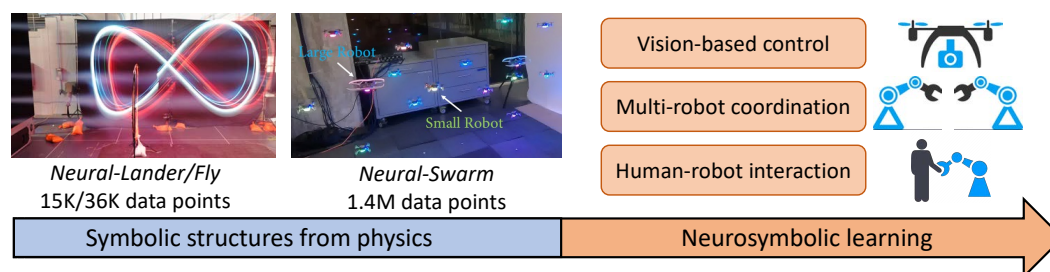 Large Robot
Small Robot
Neural-Lander/Fly
15K/36K data points
Neural-Swarm
1.4M data points
Vision-based control
Multi-robot coordination
Human-robot interaction
Symbolic structures from physics
Neurosymbolic learning